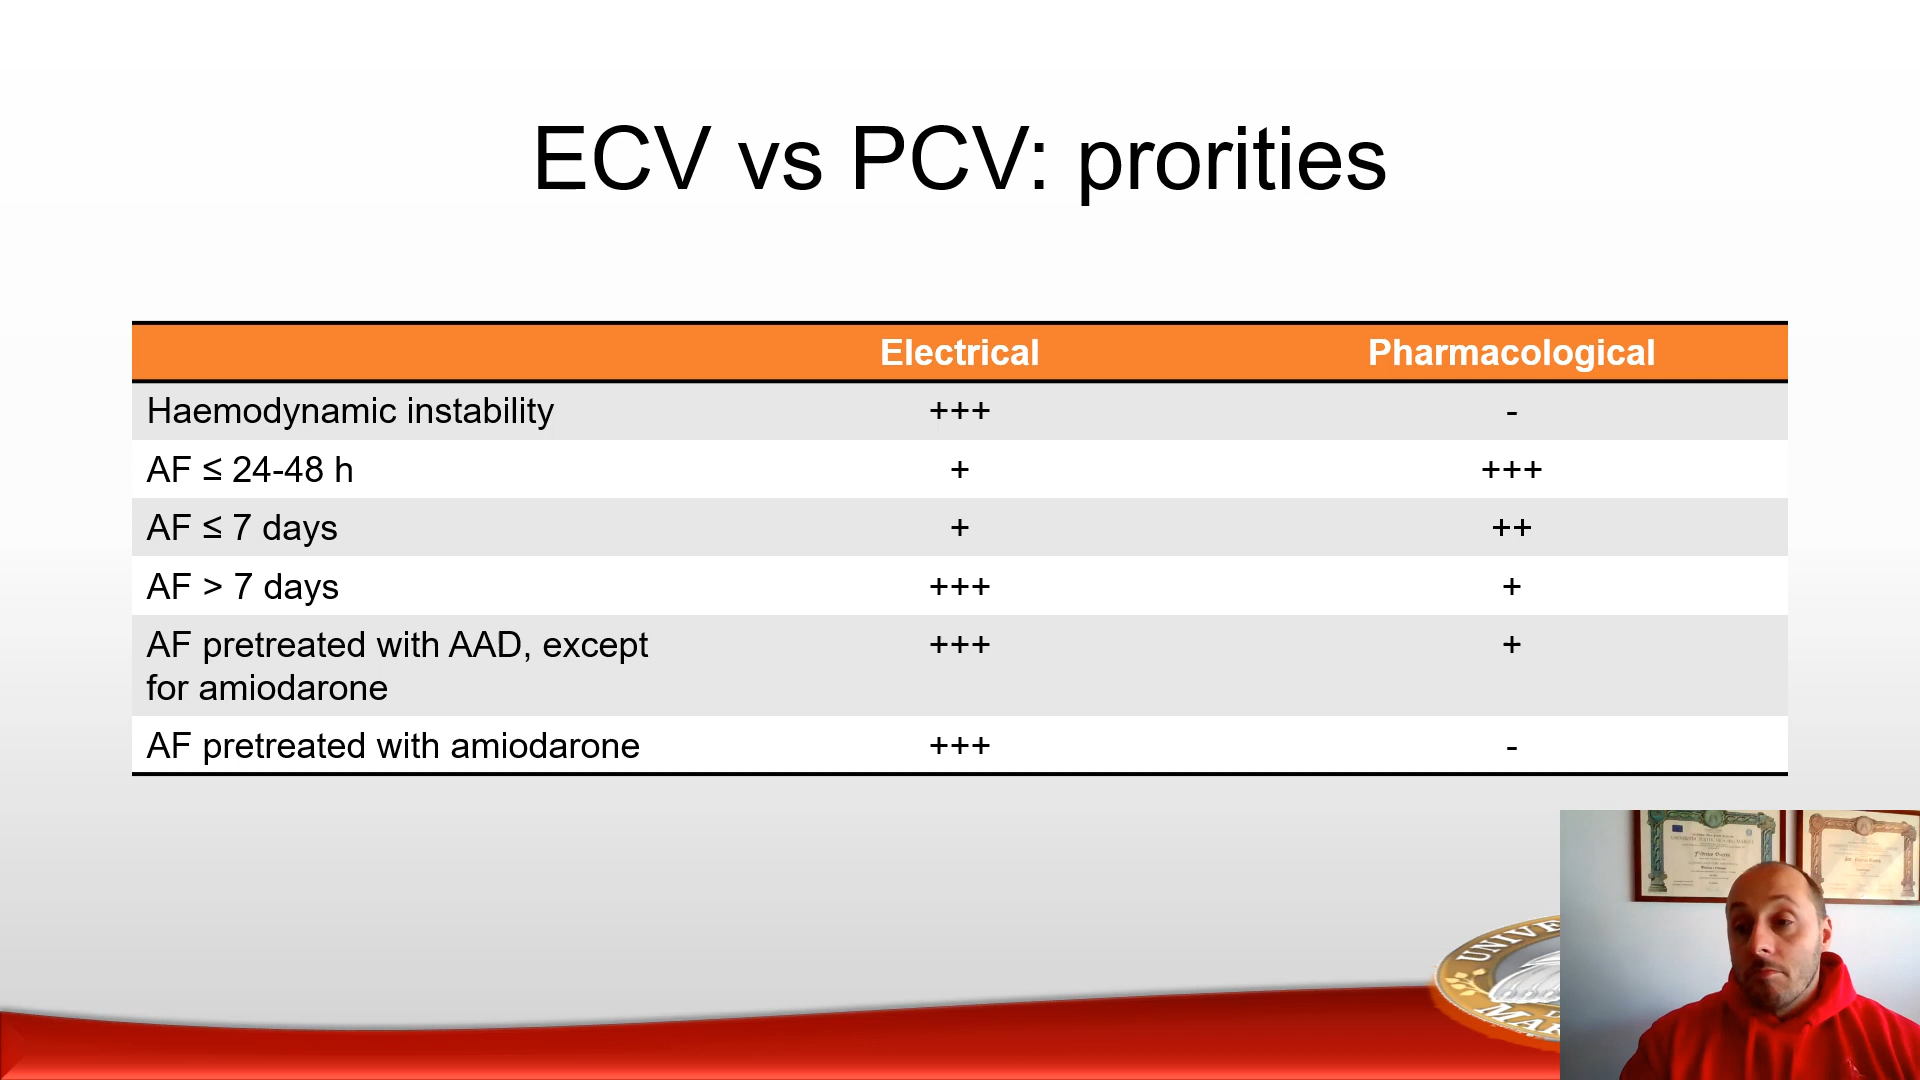 ECV vs PCV: prorities
Electrical Pharmacological
Haemodynamic instability +++ -
AF ≤ 24-48 h + +++
AF ≤ 7 days + ++
AF > 7 days +++ +
AF pretreated with AAD, except +++ +
for amiodarone
AF pretreated with amiodarone +++ -